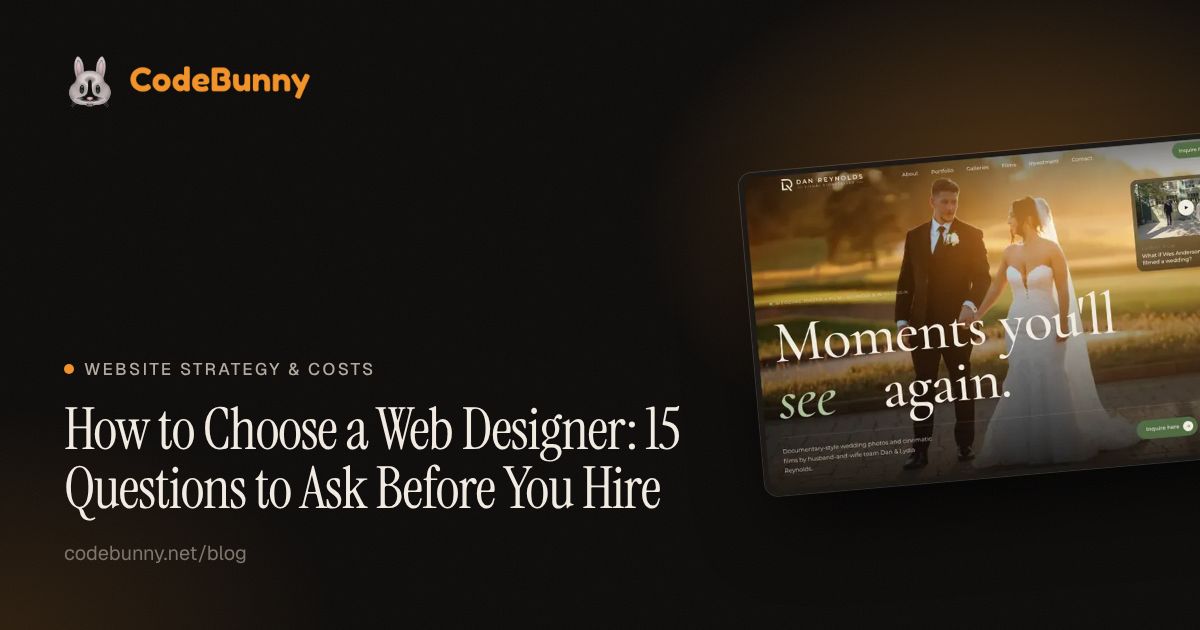 CodeBunny
WEBSITE STRATEGY & COSTS
How to Choose a Web Designer: 15
Questions to Ask Before You Hire
codebunny.net/blog
DAN REYNOLDS
About Portfolio Galleries Films Investment Contact
Inquire
What if Wes Anderson
filmed a wedding?
Moments you'll
see again.
Documentary-style wedding photos and cinematic
films by husband-and-wife team Dan & Lydia
Reynolds.
Inquire here